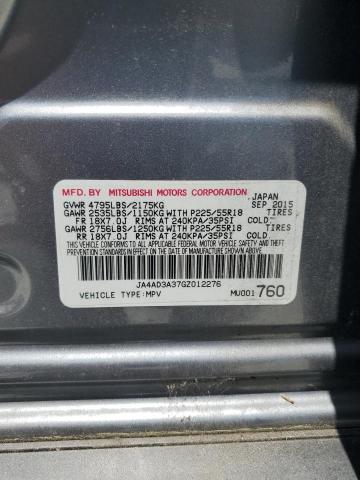 MFD. BY MITSUBISHI MOTORS CORPORATION JAPAN
GVWR 4795LBS/2175KG SEP 2015
GAWR 2535LBS/1150KG WITH P225/55R18 TIRES
FR 18X7.0J RIMS AT 240KPA/35PSI COLD.
GAWR 2756LBS/1250KG WITH P225/55R18 TIRES
RR 18X7.0J RIMS AT 240KPA/35PSI COLD
THIS VEHICLE CONFORMS TO ALL APPLICABLE
FEDERAL MOTOR VEHICLE SAFETY BUMPER AND THEFT
PREVENTION STANDARDS IN EFFECT ON THE DATE OF MANUFACTURE SHOWN ABOVE.
JA4AD3A37GZ012276
VEHICLE TYPE:MPV MU001 760